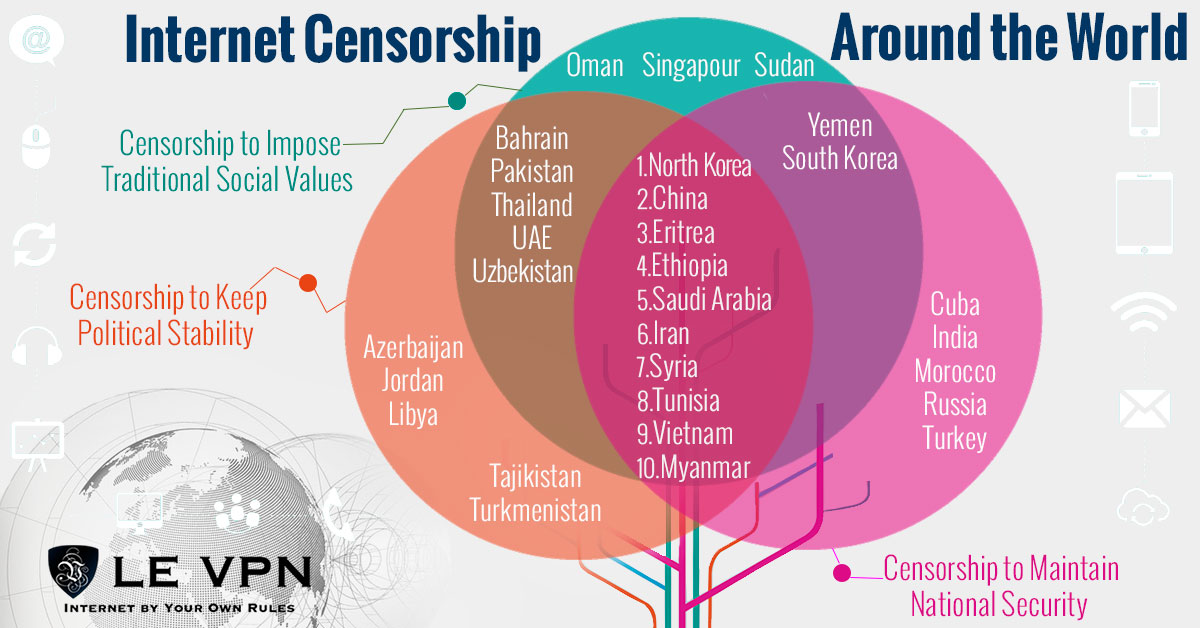 Internet Censorship
Around the World
Oman Singapour Sudan
Censorship to Impose
Traditional Social Values
Bahrain
Pakistan
Thailand
UAE
Uzbekistan
1.North Korea
2.China
3.Eritrea
4.Ethiopia
5.Saudi Arabia
6.Iran
7.Syria
8.Tunisia
9.Vietnam
10.Myanmar
Yemen
South Korea
Censorship to Keep
Political Stability
Azerbaijan
Jordan
Libya
Tajikistan
Turkmenistan
Cuba
India
Morocco
Russia
Turkey
Censorship to Maintain
National Security
LE VPN
INTERNET BY YOUR OWN RULES